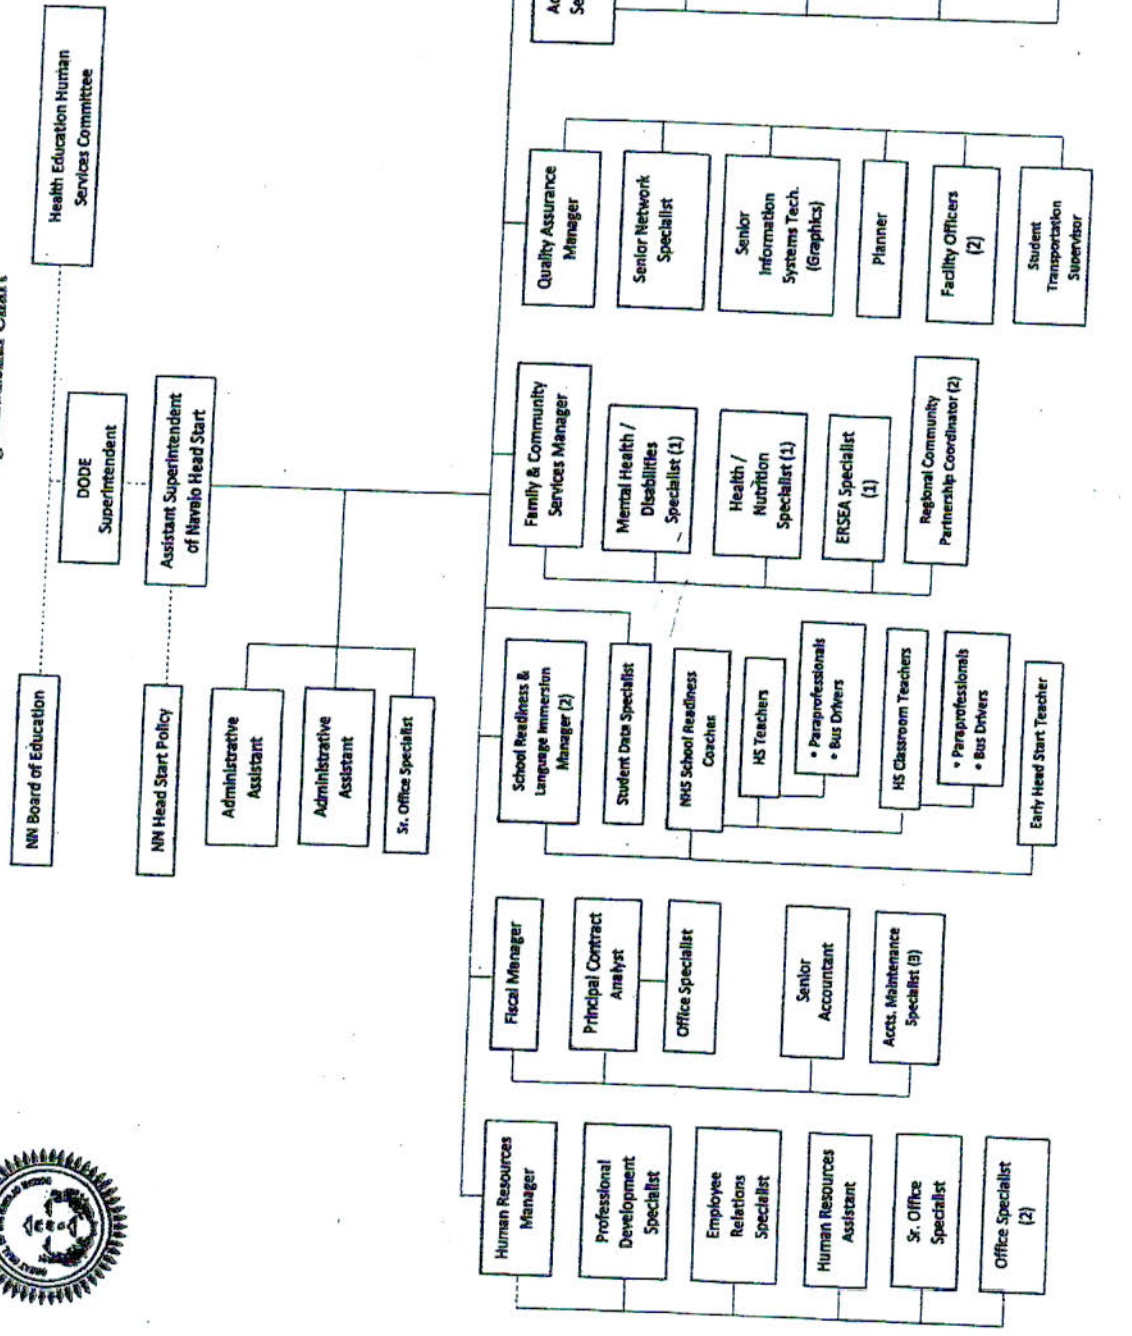 Health Education Human
Services Committee
DODE
Superintendent
Assistant Superintendent
of Navajo Head Start
NN Board of Education
NN Head Start Policy
Administrative
Assistant
Administrative
Assistant
Sr. Office Specialist
Human Resources
Manager
Professional
Development
Specialist
Employee
Relations
Specialist
Human Resources
Assistant
Sr. Office
Specialist
Office Specialist
(2)
Fiscal Manager
Principal Contract
Analyst
Office Specialist
Senior
Accountant
Accts. Maintenance
Specialist (3)
School Readiness &
Language Immersion
Manager (2)
Student Data Specialist
NHS School Readiness
Coaches
HS Teachers
• Paraprofessionals
• Bus Drivers
HS Classroom Teachers
• Paraprofessionals
• Bus Drivers
Early Head Start Teacher
Family & Community
Services Manager
Mental Health /
Disabilities
Specialist (1)
Health /
Nutrition
Specialist (1)
ERSEA Specialist
(1)
Regional Community
Partnership Coordinator (2)
Quality Assurance
Manager
Senior Network
Specialist
Senior
Information
Systems Tech.
(Graphics)
Planner
Facility Officers
(2)
Student
Transportation
Supervisor